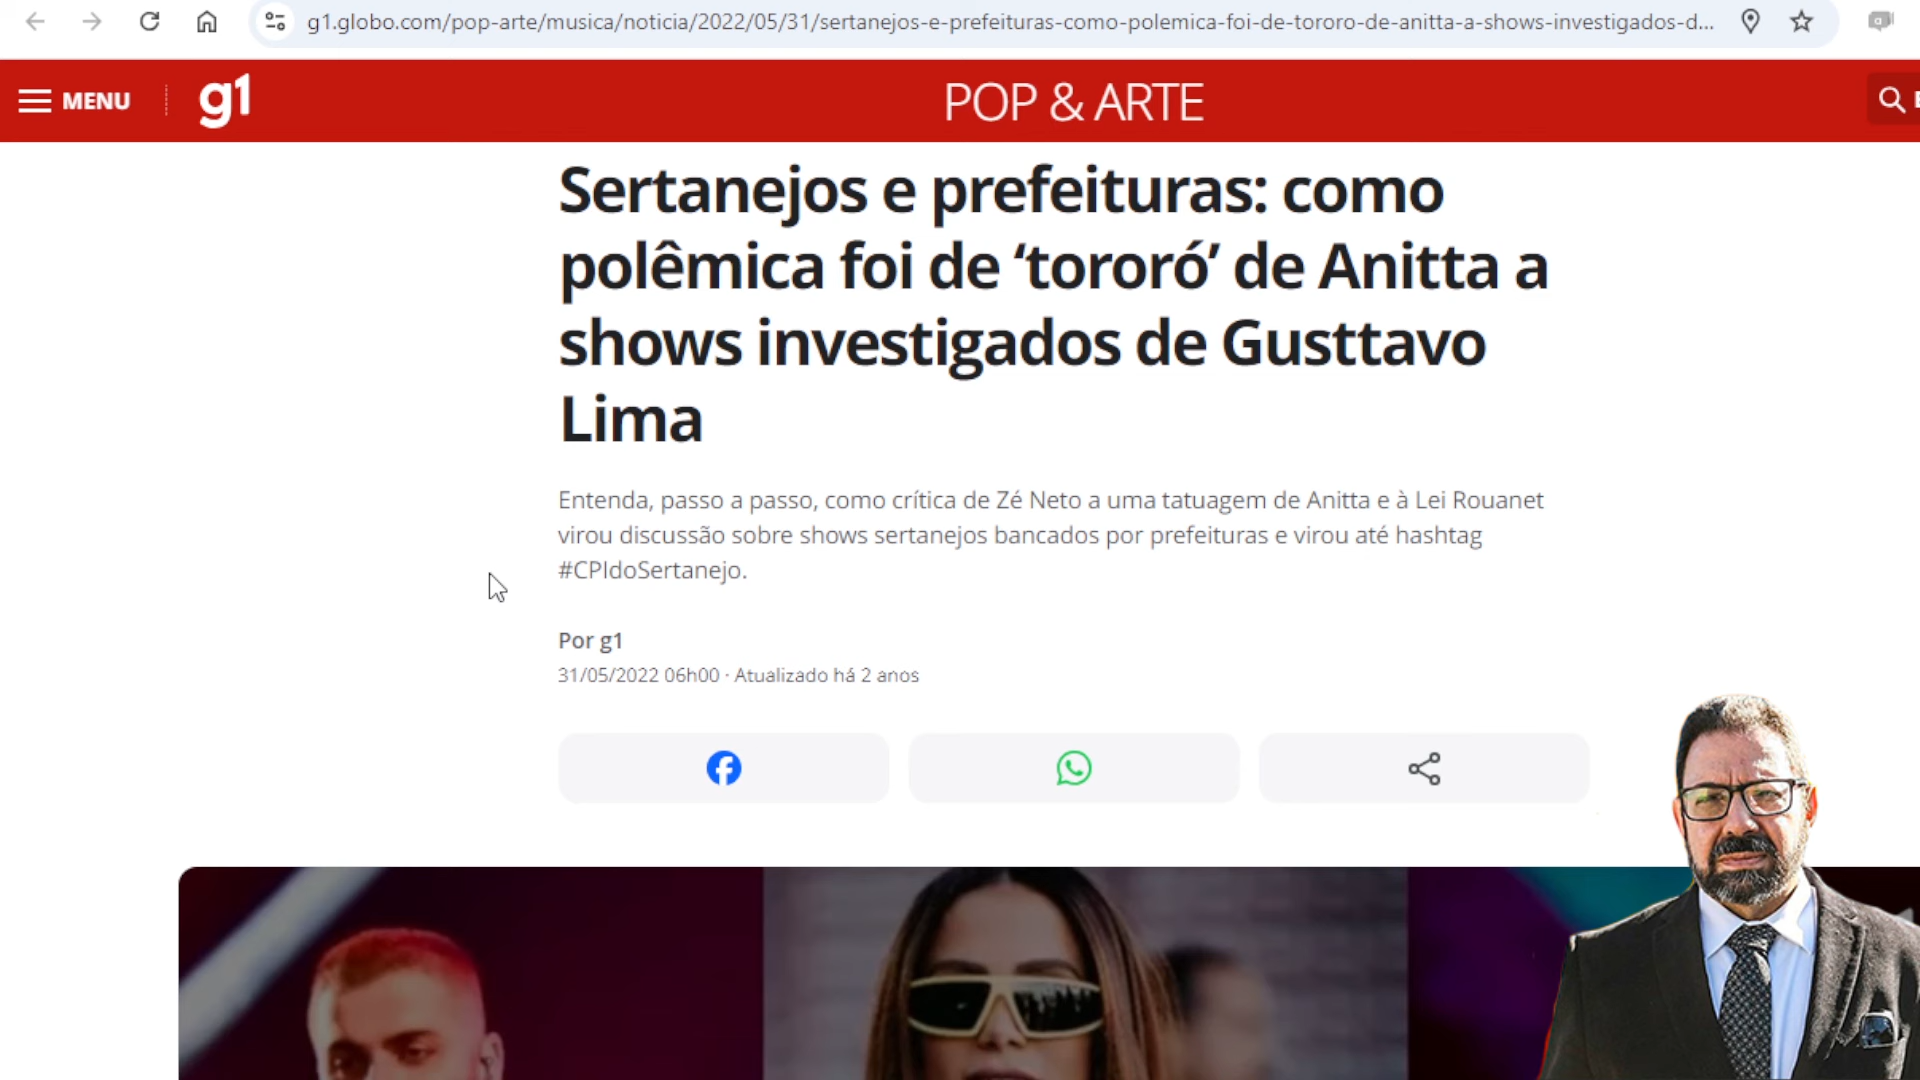 g1.globo.com/pop-arte/musica/noticia/2022/05/31/sertanejos-e-prefeituras-como-polemica-foi-de-tororo-de-anitta-a-shows-investigados-d...
MENU
g1
POP & ARTE
Sertanejos e prefeituras: como
polêmica foi de ‘tororó’ de Anitta a
shows investigados de Gusttavo
Lima
Entenda, passo a passo, como crítica de Zé Neto a uma tatuagem de Anitta e à Lei Rouanet
virou discussão sobre shows sertanejos bancados por prefeituras e virou até hashtag
#CPIdoSertanejo.
Por g1
31/05/2022 06h00 · Atualizado há 2 anos